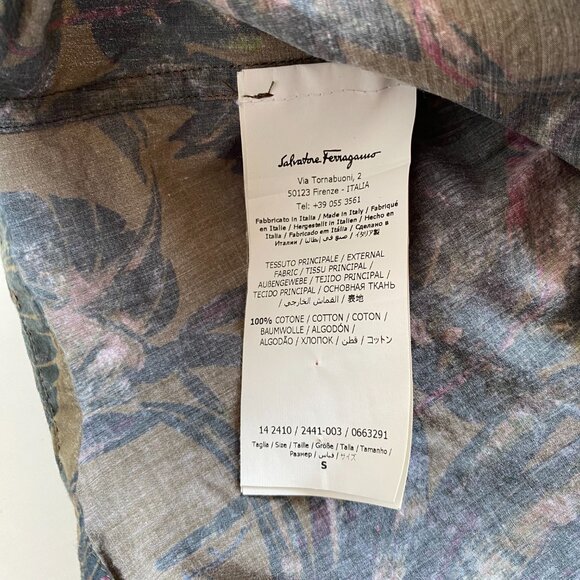 Salvatore Ferragamo
Via Tornabuoni, 2
50123 Firenze - ITALIA
Tel: +39 055 3561
Fabbricato in Italia / Made in Italy / Fabriqué
en Italie / Hergestellt in Italien / Hecho en
Italia / Fabricado em Itália / Сделано в
Италии / صنع في إيطاليا / イタリア製
TESSUTO PRINCIPALE / EXTERNAL
FABRIC / TISSU PRINCIPAL /
AUßENGEWEBE / TEJIDO PRINCIPAL /
TECIDO PRINCIPAL / ОСНОВНАЯ ТКАНЬ
/ القماش الخارجي / 表地
100% COTONE / COTTON / COTON /
BAUMWOLLE / ALGODÓN /
ALGODÃO / ХЛОПОК / قطن / コットン
14 2410 / 2441-003 / 0663291
Taglia / Size / Taille / Größe / Talla / Tamanho /
Размер / قياس / サイズ
S